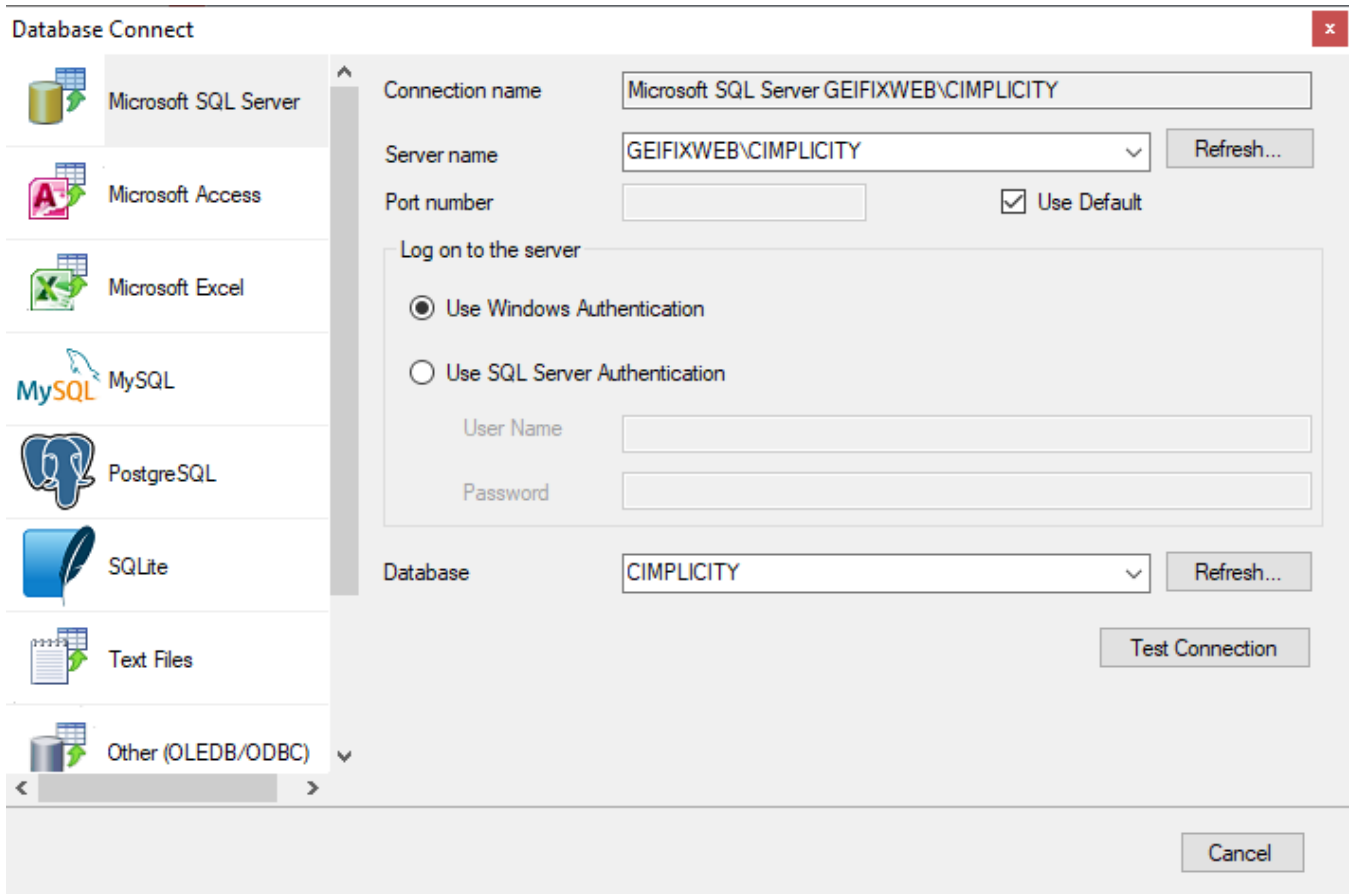 Database Connect
x
Microsoft SQL Server
Microsoft Access
Microsoft Excel
MySQL MySQL
PostgreSQL
SQLite
Text Files
Other (OLEDB/ODBC)
Connection name Microsoft SQL Server GEIFIXWEB\CIMPLICITY
Server name GEIFIXWEB\CIMPLICITY Refresh...
Port number Use Default
Log on to the server
Use Windows Authentication
Use SQL Server Authentication
User Name
Password
Database CIMPLICITY Refresh...
Test Connection
Cancel